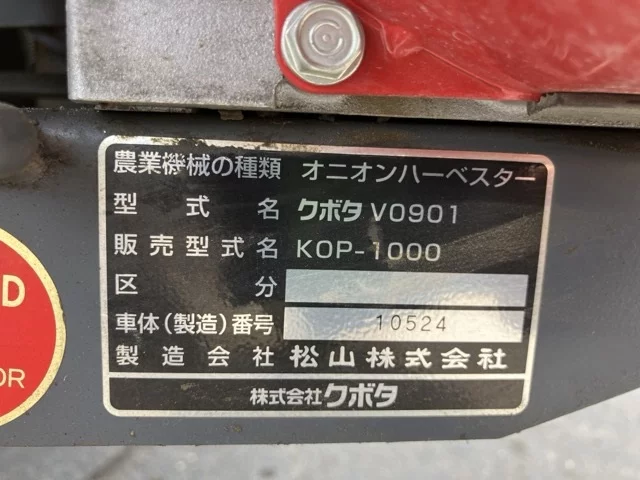 農業機械の種類 オニオンハーベスター
型式名 クボタ V0901
販売型式名 KOP-1000
区分
車体(製造)番号 10524
製造会社 松山株式会社
株式会社クボタ
D
OR